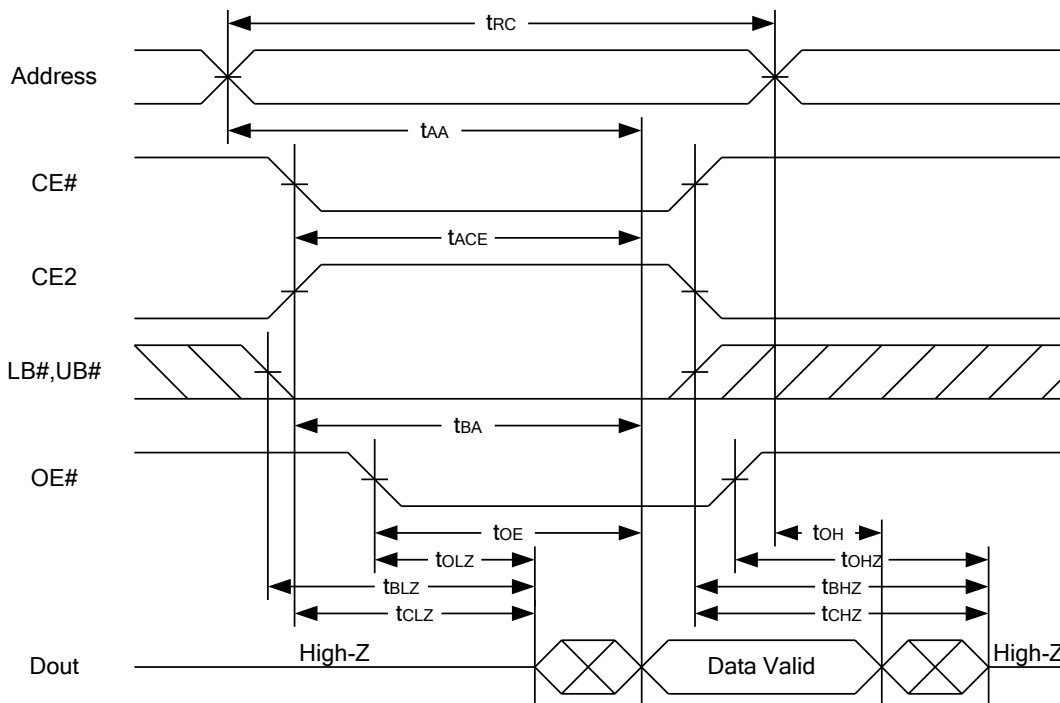 tRC
Address
tAA
CE#
tACE
CE2
LB#,UB#
tBA
OE#
tOE
tOH
tOLZ
tOHZ
tBLZ
tBHZ
tCLZ
tCHZ
Dout
High-Z
Data Valid
High-Z